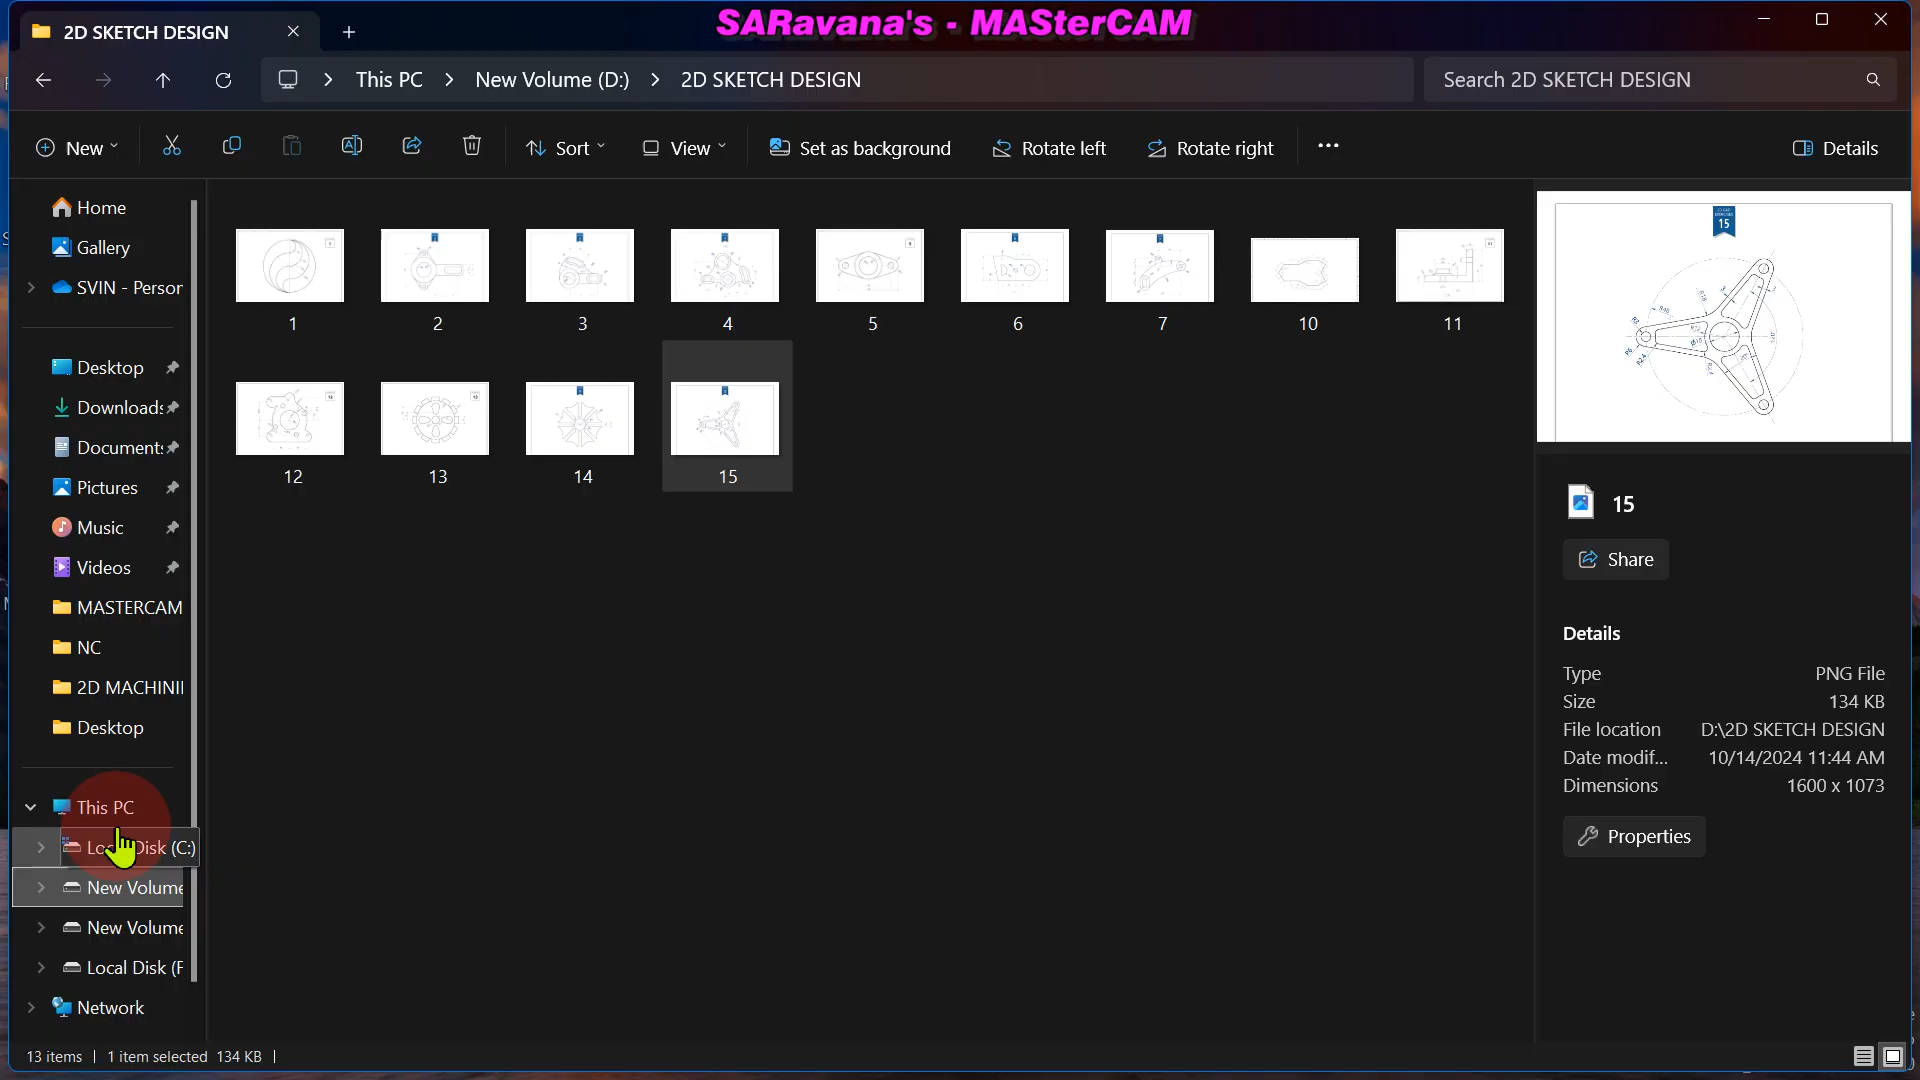 SARavana's - MASterCAM
2D SKETCH DESIGN
This PC
New Volume (D:)
2D SKETCH DESIGN
Search 2D SKETCH DESIGN
New
Sort
View
Set as background
Rotate left
Rotate right
Details
Home
Gallery
SVIN - Persor
Desktop
Downloads
Documents
Pictures
Music
Videos
MASTERCAM
NC
2D MACHINI
Desktop
This PC
Local Disk (C:)
New Volume
New Volume
Local Disk (F
Network
1
2
3
4
5
6
7
10
11
12
13
14
15
15
15
Share
Details
Type PNG File
Size 134 KB
File location D:\2D SKETCH DESIGN
Date modif... 10/14/2024 11:44 AM
Dimensions 1600 x 1073
Properties
13 items
1 item selected 134 KB